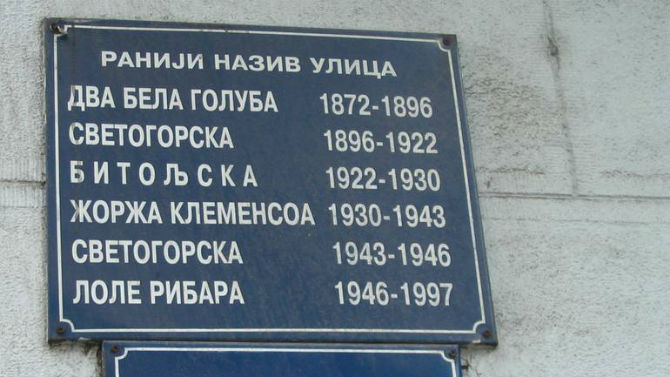 РАНИЈИ НАЗИВ УЛИЦА
ДВА БЕЛА ГОЛУБА 1872-1896
СВЕТОГОРСКА 1896-1922
БИТОЉСКА 1922-1930
ЖОРЖА КЛЕМЕНСОА 1930-1943
СВЕТОГОРСКА 1943-1946
ЛОЛЕ РИБАРА 1946-1997